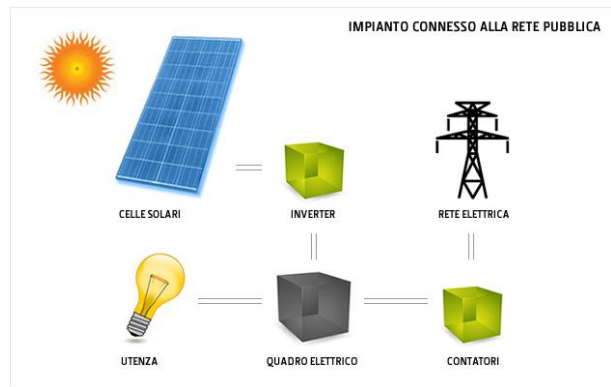 IMPIANTO CONNESSO ALLA RETE PUBBLICA
CELLE SOLARI
INVERTER
RETE ELETTRICA
UTENZA
QUADRO ELETTRICO
CONTATORI